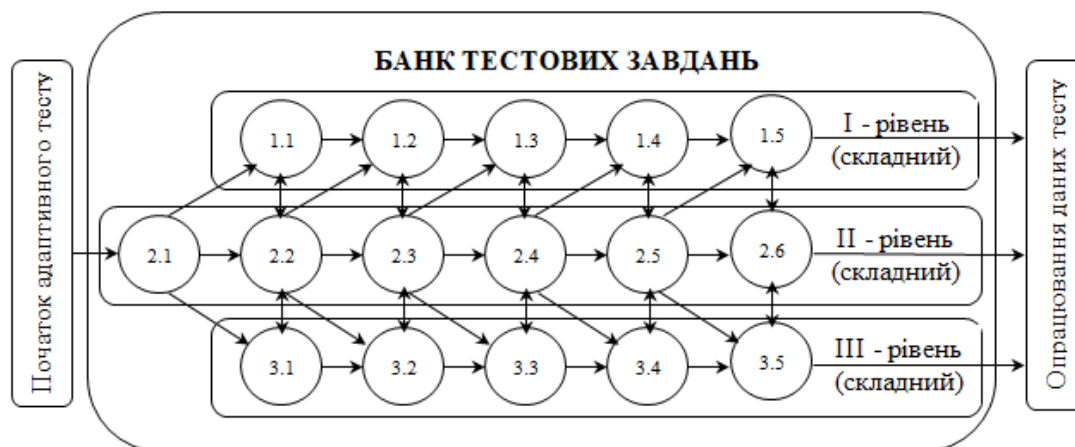 БАНК ТЕСТОВИХ ЗАВДАНЬ
Початок адаптивного тесту
1.1
1.2
1.3
1.4
1.5
I - рівень
(складний)
2.1
2.2
2.3
2.4
2.5
2.6
II - рівень
(складний)
3.1
3.2
3.3
3.4
3.5
III - рівень
(складний)
Опрацювання даних тесту